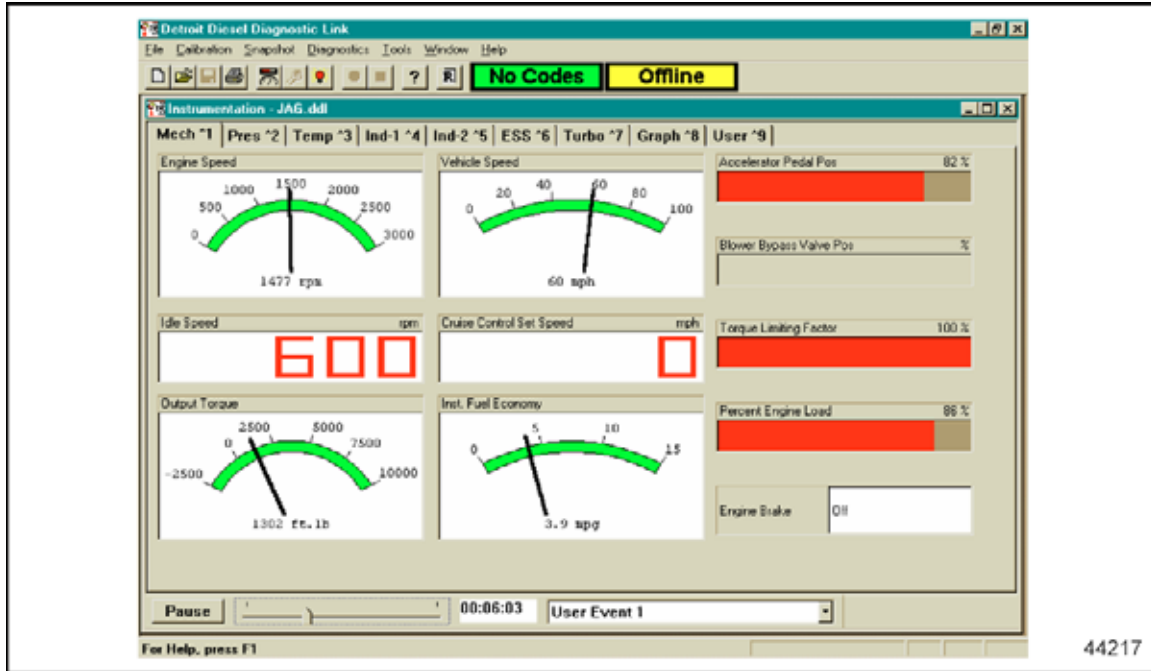 Detroit Diesel Diagnostic Link
File Calibration Snapshot Diagnostics Tools Window Help
? No Codes Offline
Instrumentation - JAG.ddl
Mech ^1 Pres ^2 Temp ^3 Ind-1 ^4 Ind-2 ^5 ESS ^6 Turbo ^7 Graph ^8 User ^9
Engine Speed
0 500 1000 1500 2000 2500 3000
1477 rpm
Vehicle Speed
0 20 40 60 80 100
60 mph
Accelerator Pedal Pos 82 %
Blower Bypass Valve Pos %
Idle Speed rpm
600
Cruise Control Set Speed mph
0
Torque Limiting Factor 100 %
Output Torque
-2500 0 2500 5000 7500 10000
1302 ft.lb
Inst. Fuel Economy
0 5 10 15
3.9 mpg
Percent Engine Load 86 %
Engine Brake Off
Pause 00:06:03 User Event 1
For Help, press F1
44217